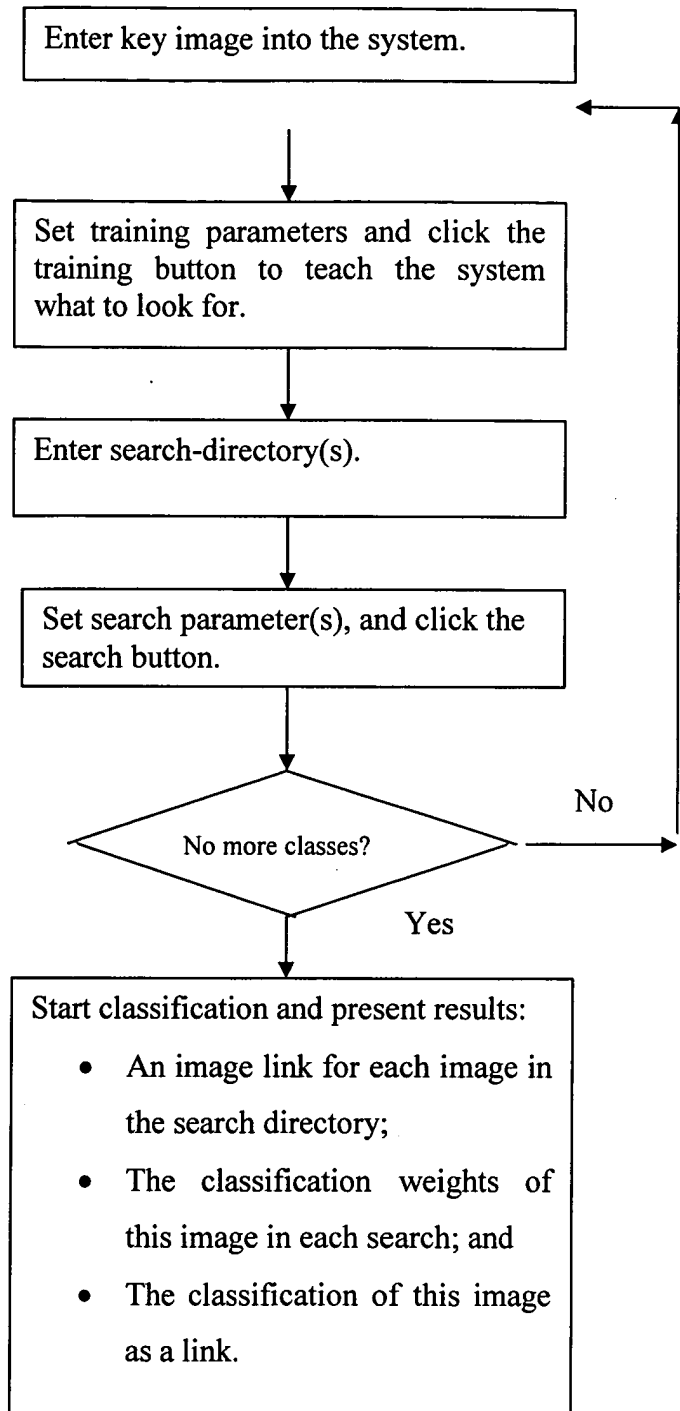 Enter key image into the system.
Set training parameters and click the
training button to teach the system
what to look for.
Enter search-directory(s).
Set search parameter(s), and click the
search button.
No more classes?
No
Yes
Start classification and present results:
• An image link for each image in
the search directory;
• The classification weights of
this image in each search; and
• The classification of this image
as a link.